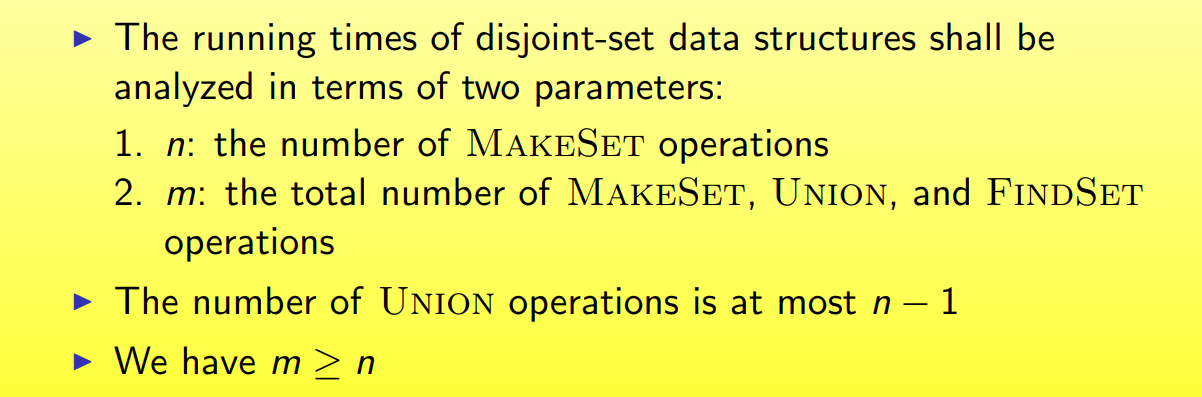 ▶ The running times of disjoint-set data structures shall be
analyzed in terms of two parameters:
1. n: the number of MAKESET operations
2. m: the total number of MAKESET, UNION, and FINDSET
operations
▶ The number of UNION operations is at most n − 1
▶ We have m ≥ n